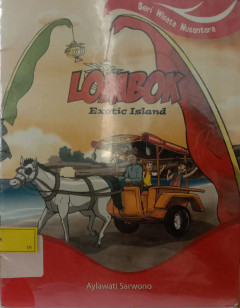 Seri Wisata Nusantara
LOMBOK
Exotic Island
Aylawati Sarwono